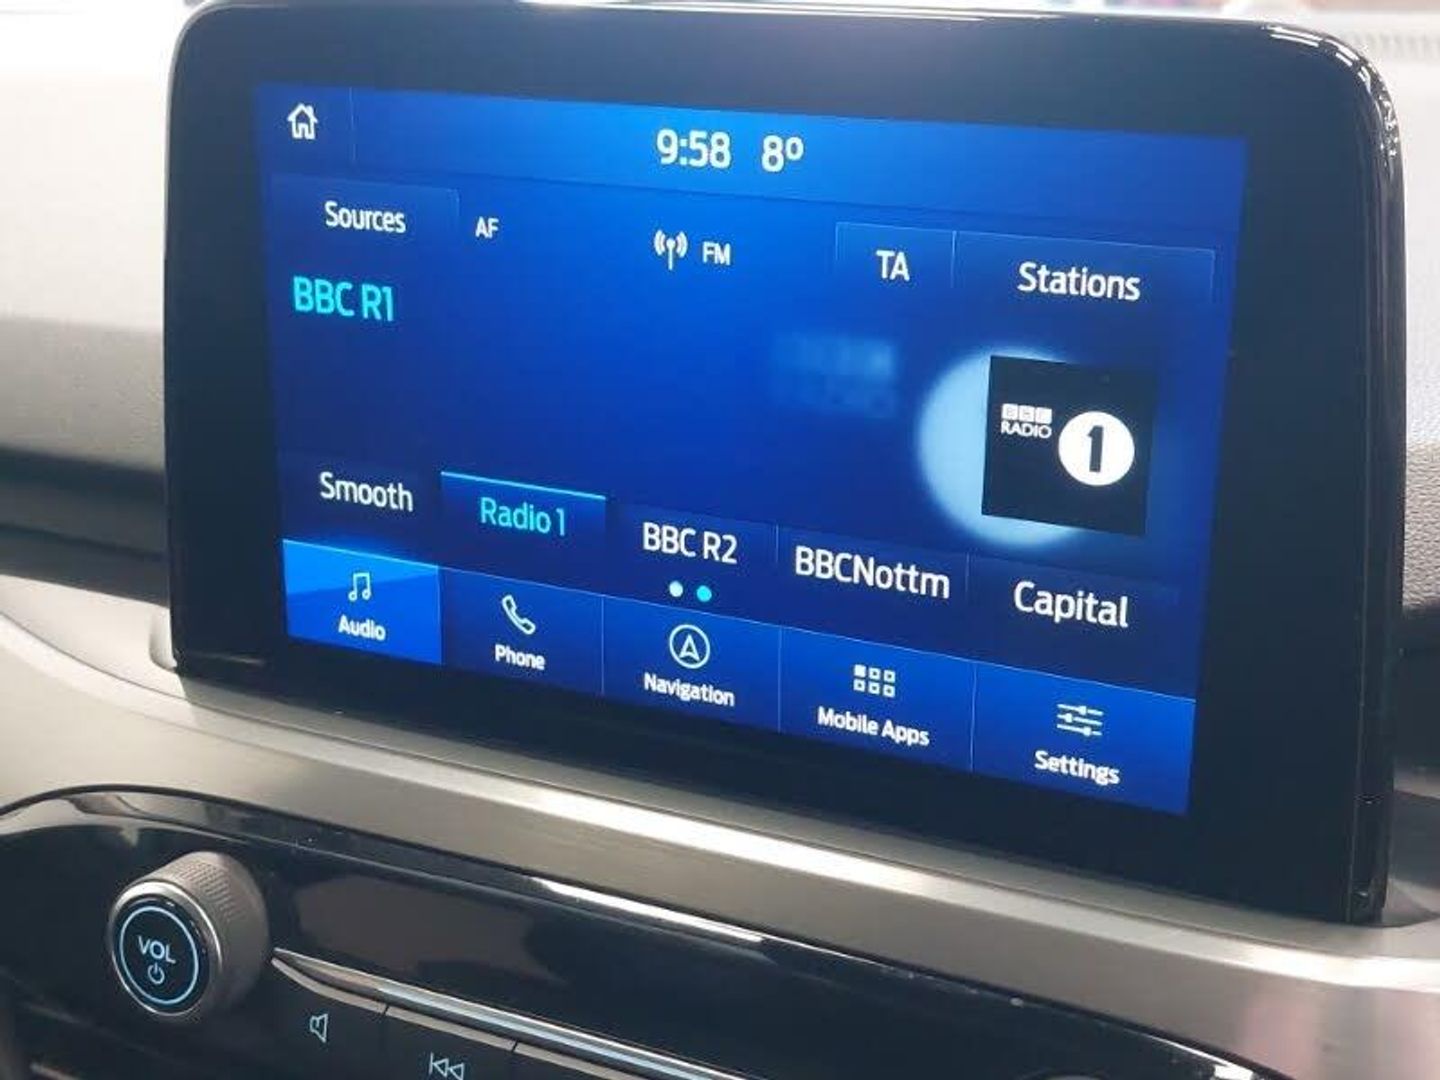 9:58 8º
Sources AF FM TA Stations
BBC R1
BBC
RADIO 1
Smooth Radio 1 BBC R2 BBCNottm Capital
Audio Phone Navigation Mobile Apps Settings
VOL